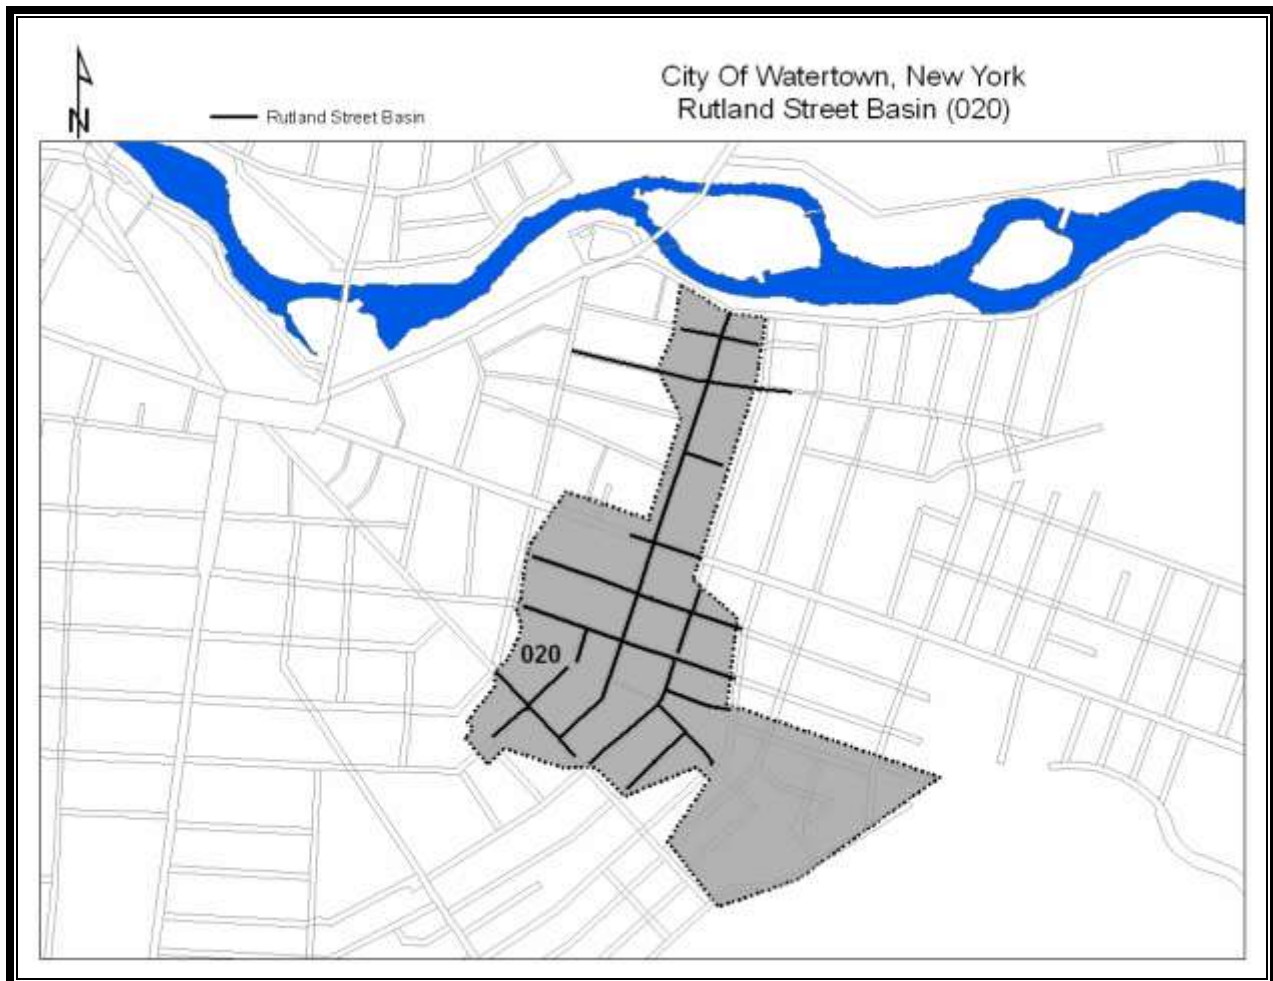 City Of Watertown, New York
Rutland Street Basin (020)
N
Rutland Street Basin
020